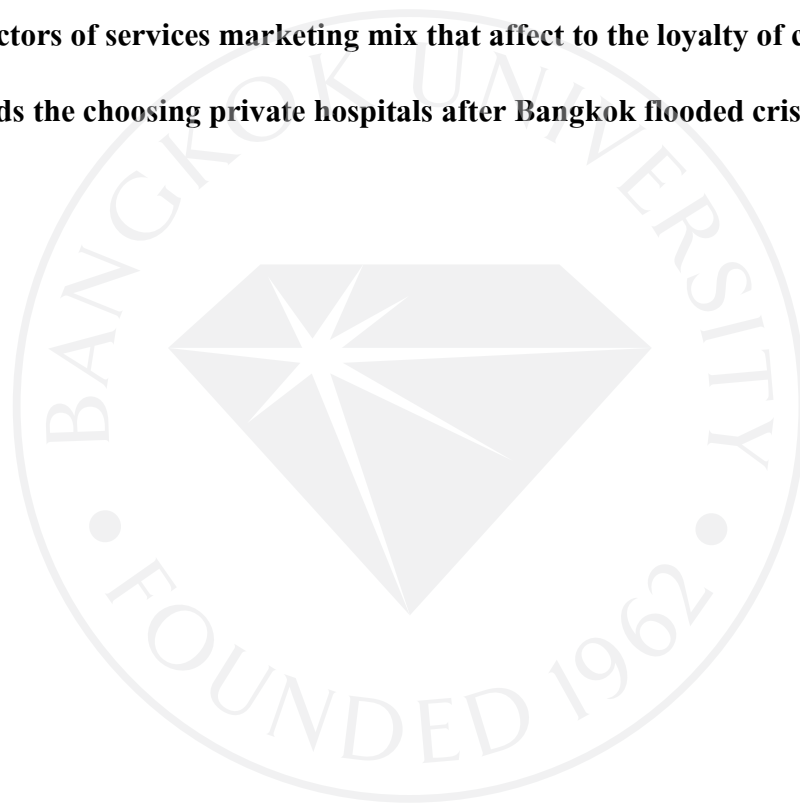 ctors of services marketing mix that affect to the loyalty of c
ds the choosing private hospitals after Bangkok flooded cris
BANGKOK UNIVERSITY
FOUNDED 1962